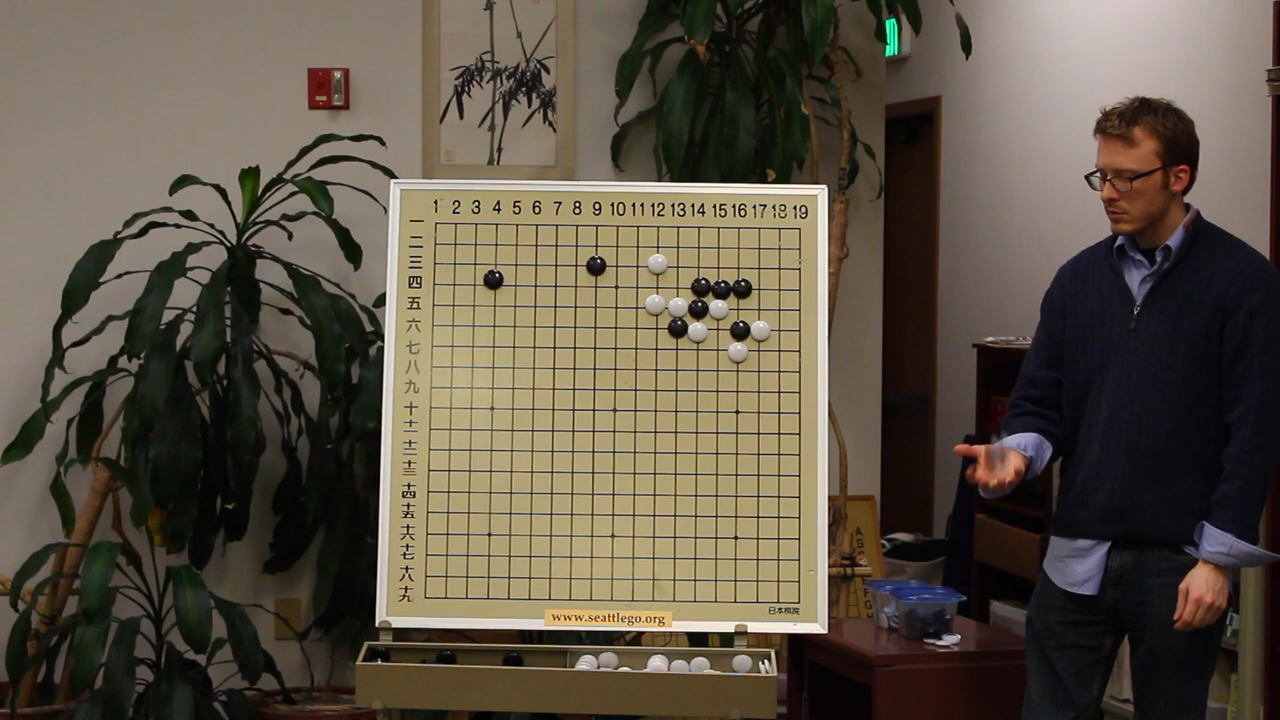 1 2 3 4 5 6 7 8 9 10 11 12 13 14 15 16 17 18 19
一
二
三
四
五
六
七
八
九
十
十一
十二
十三
十四
十五
十六
十七
十八
十九
日本棋院
www.seattlego.org
A